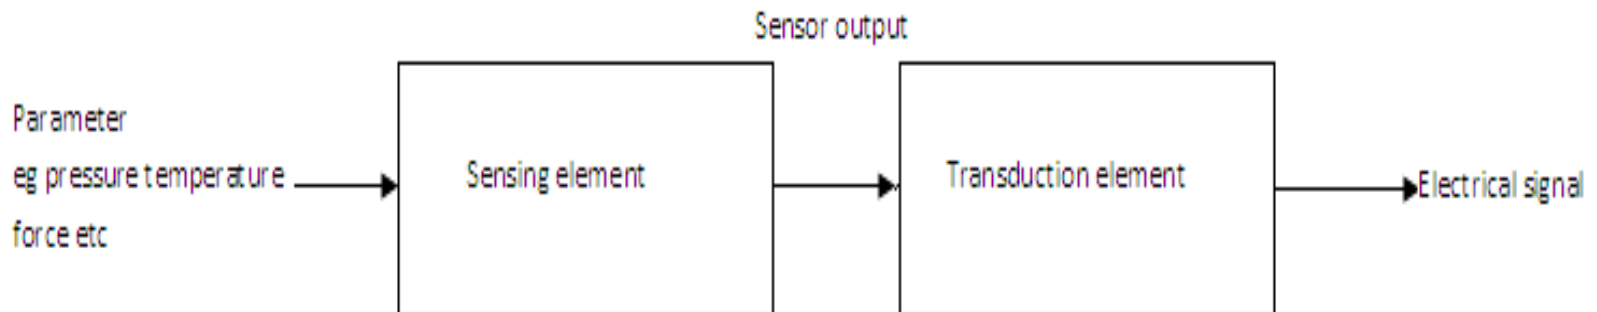 Sensor output
Parameter
eg pressure temperature
force etc
Sensing element
Transduction element
Electrical signal